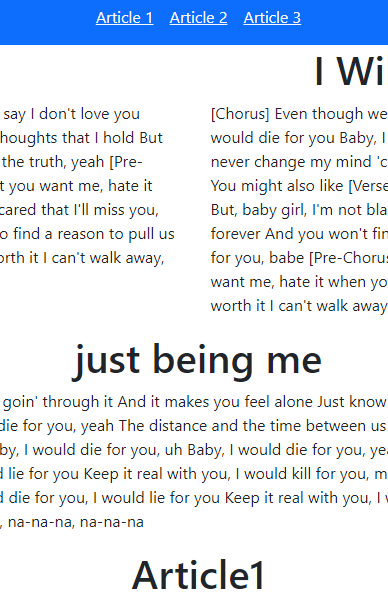 Article 1 Article 2 Article 3
I Wi
say I don't love you
houghts that I hold But
the truth, yeah [Pre-
t you want me, hate it
cared that I'll miss you,
o find a reason to pull us
orth it I can't walk away,
[Chorus] Even though we
would die for you Baby, I
never change my mind 'c
You might also like [Verse
But, baby girl, I'm not bla
forever And you won't fin
for you, babe [Pre-Chorus
want me, hate it when yo
worth it I can't walk away
just being me
goin' through it And it makes you feel alone Just know
die for you, yeah The distance and the time between us
by, I would die for you, uh Baby, I would die for you, yea
d lie for you Keep it real with you, I would kill for you, m
d die for you, I would lie for you Keep it real with you, I w
, na-na-na, na-na-na
Article1